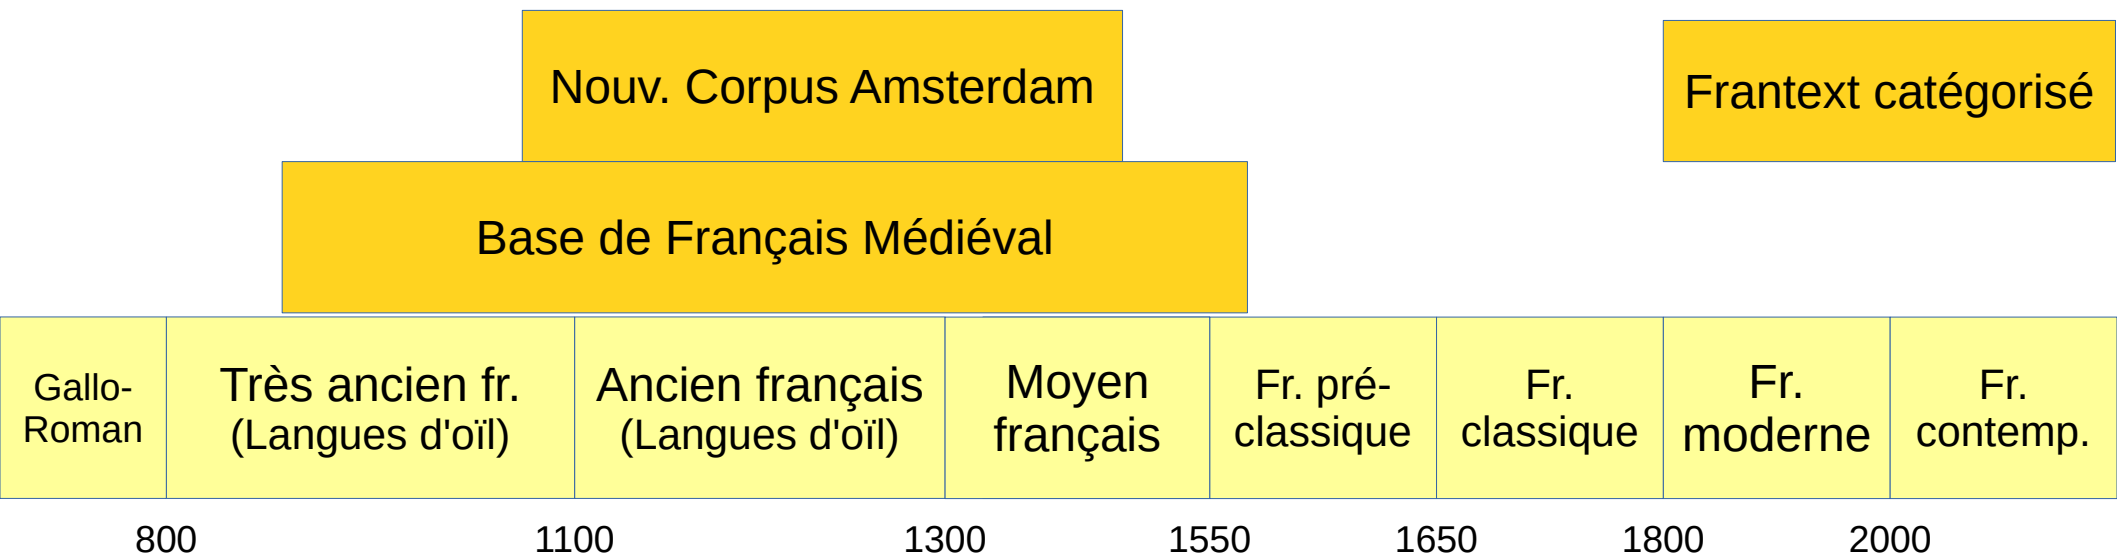 Nouv. Corpus Amsterdam
Frantext catégorisé
Base de Français Médiéval
Gallo-
Roman
Très ancien fr.
(Langues d'oïl)
Ancien français
(Langues d'oïl)
Moyen
français
Fr. pré-
classique
Fr.
classique
Fr.
moderne
Fr.
contemp.
800
1100
1300
1550
1650
1800
2000